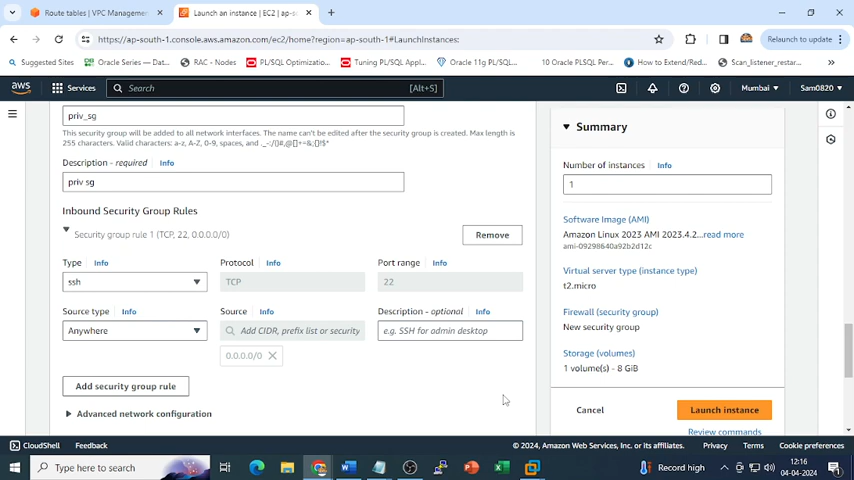 Route tables | VPC Managemen
Launch an instance | EC2 | ap-s
https://ap-south-1.console.aws.amazon.com/ec2/home?region=ap-south-1#LaunchInstances:
Relaunch to update
Suggested Sites
Oracle Series — Dat...
RAC - Nodes
PL/SQL Optimizatio...
Tuning PL/SQL Appl...
Oracle 11g PL/SQL...
10 Oracle PLSQL Per...
How to Extend/Red...
Scan_listener_restar...
aws
Services
Search
[Alt+S]
Mumbai
Sam0820
priv_sg
This security group will be added to all network interfaces. The name can't be edited after the security group is created. Max length is
255 characters. Valid characters: a-z, A-Z, 0-9, spaces, and ._-:/()#,@[]+=&;{}!$*
Description - required
Info
priv sg
Inbound Security Group Rules
Security group rule 1 (TCP, 22, 0.0.0.0/0)
Remove
Type
Info
Protocol
Info
Port range
Info
ssh
TCP
22
Source type
Info
Source
Info
Description - optional
Info
Anywhere
Add CIDR, prefix list or security
e.g. SSH for admin desktop
0.0.0.0/0
Add security group rule
Advanced network configuration
Summary
Number of instances
Info
1
Software Image (AMI)
Amazon Linux 2023 AMI 2023.4.2...read more
ami-09298640a92b2d12c
Virtual server type (instance type)
t2.micro
Firewall (security group)
New security group
Storage (volumes)
1 volume(s) - 8 GiB
Cancel
Launch instance
Review commands
CloudShell
Feedback
© 2024, Amazon Web Services, Inc. or its affiliates.
Privacy
Terms
Cookie preferences
Type here to search
Record high
12:16
04-04-2024